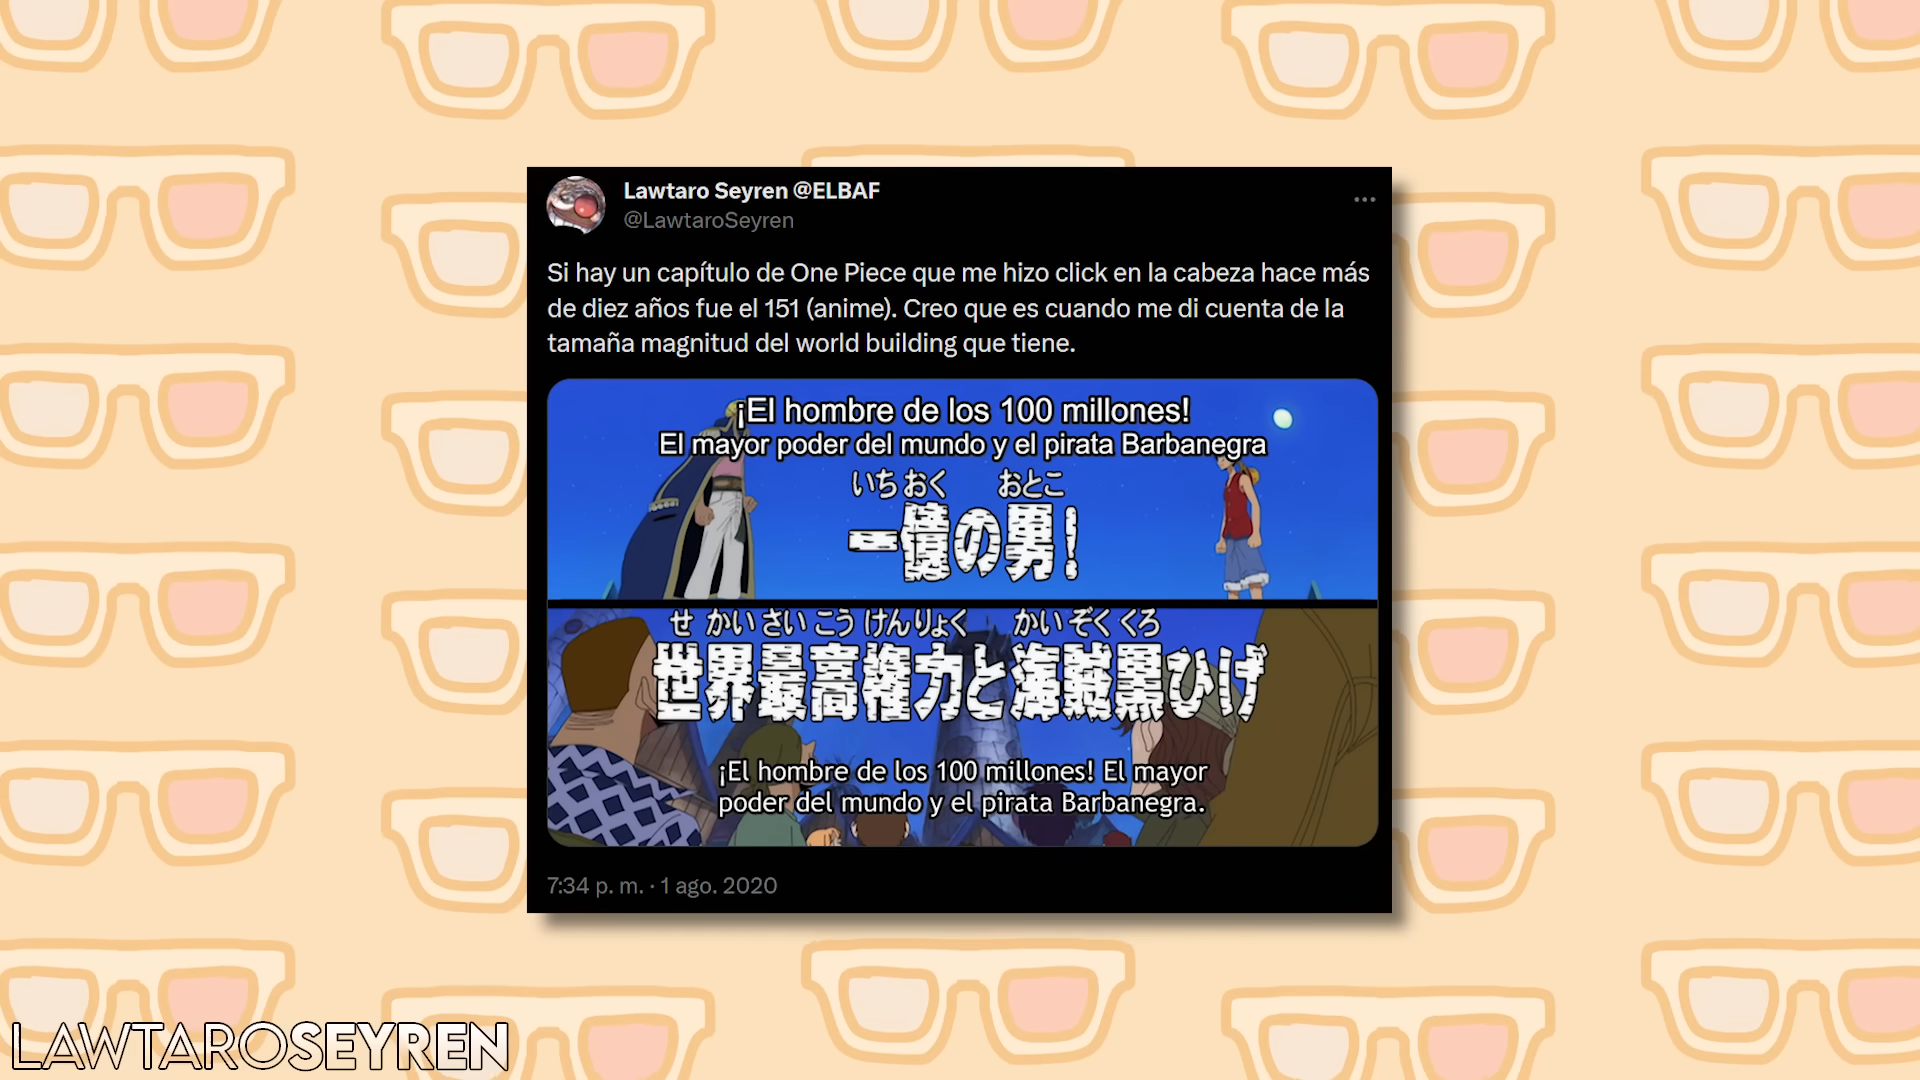 Lawtaro Seyren @ELBAF
@LawtaroSeyren
Si hay un capítulo de One Piece que me hizo click en la cabeza hace más
de diez años fue el 151 (anime). Creo que es cuando me di cuenta de la
tamaña magnitud del world building que tiene.
¡El hombre de los 100 millones!
El mayor poder del mundo y el pirata Barbanegra
いちおく おとこ
一億の男!
せ かい さい こう けんりょく かい ぞく くろ
世界最高権力と海賊黒ひげ
¡El hombre de los 100 millones! El mayor
poder del mundo y el pirata Barbanegra.
7:34 p. m. · 1 ago. 2020
LAWTAROSEYREN